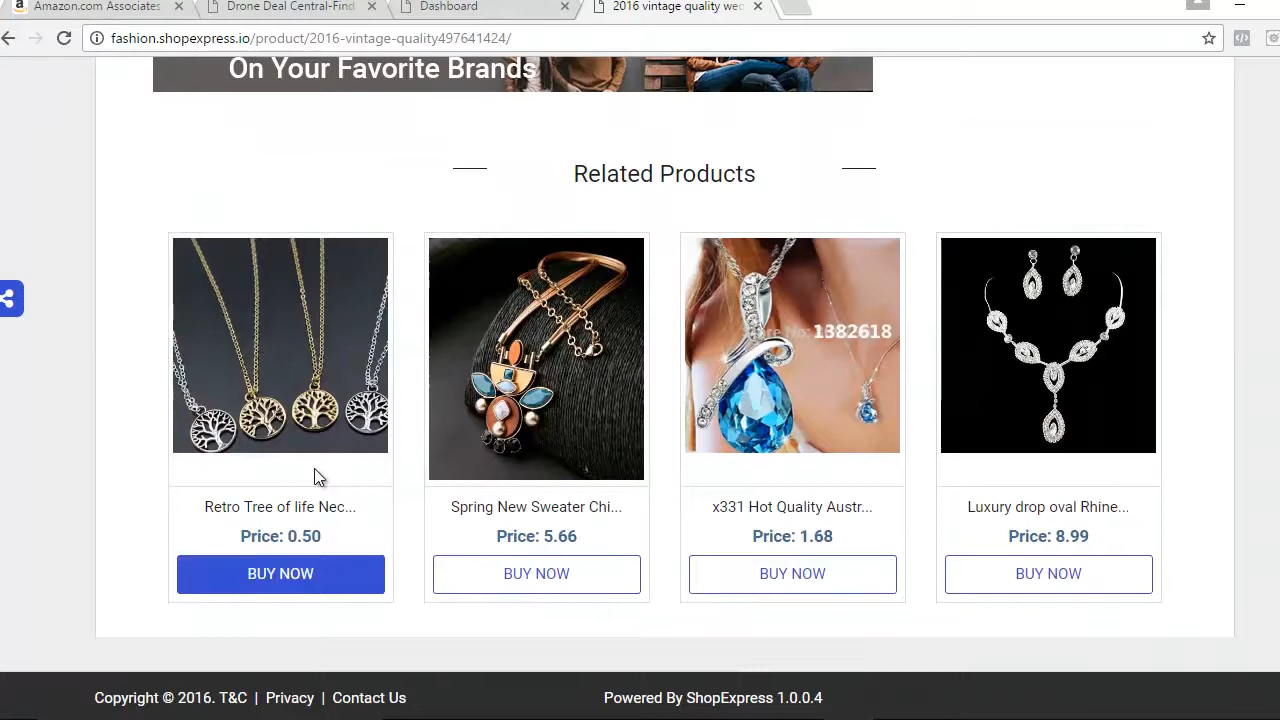 Amazon.com Associates
Drone Deal Central-Find
Dashboard
2016 vintage quality wed
fashion.shopexpress.io/product/2016-vintage-quality497641424/
On Your Favorite Brands
Related Products
Store No: 1382618
Retro Tree of life Nec...
Spring New Sweater Chi...
x331 Hot Quality Austr...
Luxury drop oval Rhine...
Price: 0.50
Price: 5.66
Price: 1.68
Price: 8.99
BUY NOW
BUY NOW
BUY NOW
BUY NOW
Copyright © 2016. T&C | Privacy | Contact Us
Powered By ShopExpress 1.0.0.4